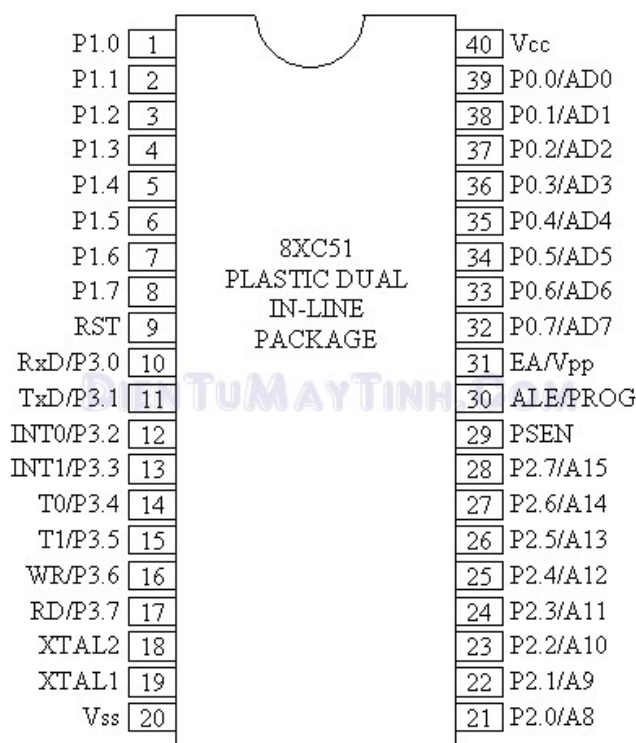 P1.0 1
P1.1 2
P1.2 3
P1.3 4
P1.4 5
P1.5 6
P1.6 7
P1.7 8
RST 9
RxD/P3.0 10
TxD/P3.1 11
INT0/P3.2 12
INT1/P3.3 13
T0/P3.4 14
T1/P3.5 15
WR/P3.6 16
RD/P3.7 17
XTAL2 18
XTAL1 19
Vss 20
8XC51
PLASTIC DUAL
IN-LINE
PACKAGE
DIENTUMAYTINH.COM
40 Vcc
39 P0.0/AD0
38 P0.1/AD1
37 P0.2/AD2
36 P0.3/AD3
35 P0.4/AD4
34 P0.5/AD5
33 P0.6/AD6
32 P0.7/AD7
31 EA/Vpp
30 ALE/PROG
29 PSEN
28 P2.7/A15
27 P2.6/A14
26 P2.5/A13
25 P2.4/A12
24 P2.3/A11
23 P2.2/A10
22 P2.1/A9
21 P2.0/A8